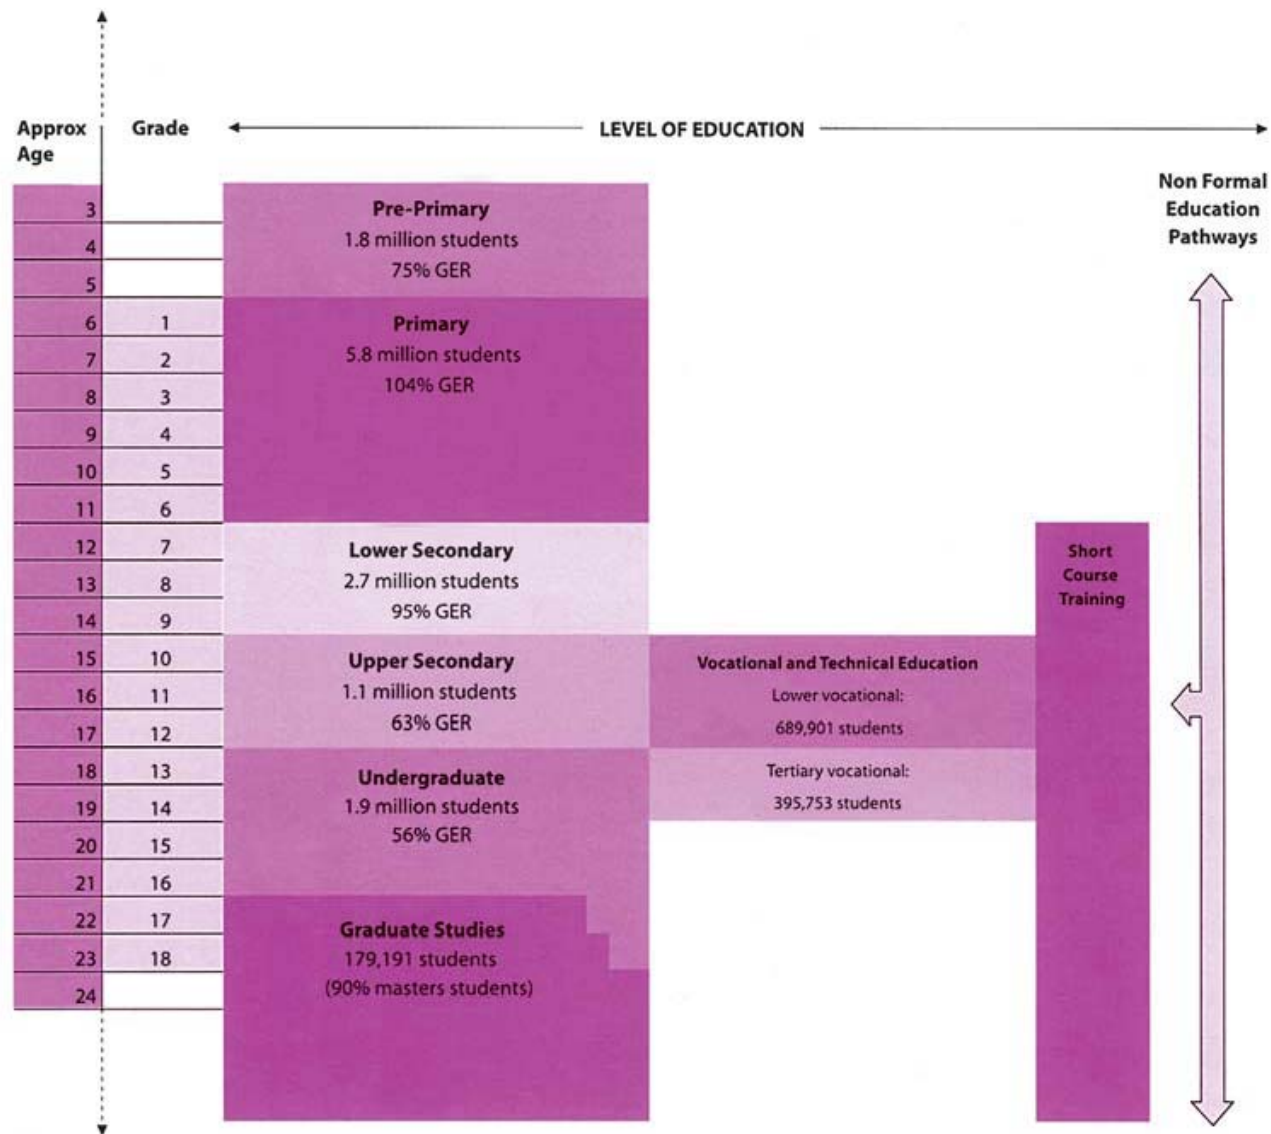 Approx
Age
Grade
LEVEL OF EDUCATION
Non Formal
Education
Pathways
3
4
5
Pre-Primary
1.8 million students
75% GER
6 1
7 2
8 3
9 4
10 5
11 6
Primary
5.8 million students
104% GER
12 7
13 8
14 9
Lower Secondary
2.7 million students
95% GER
Short
Course
Training
15 10
16 11
17 12
Upper Secondary
1.1 million students
63% GER
Vocational and Technical Education
Lower vocational:
689,901 students
18 13
19 14
20 15
21 16
Undergraduate
1.9 million students
56% GER
Tertiary vocational:
395,753 students
22 17
23 18
24
Graduate Studies
179,191 students
(90% masters students)